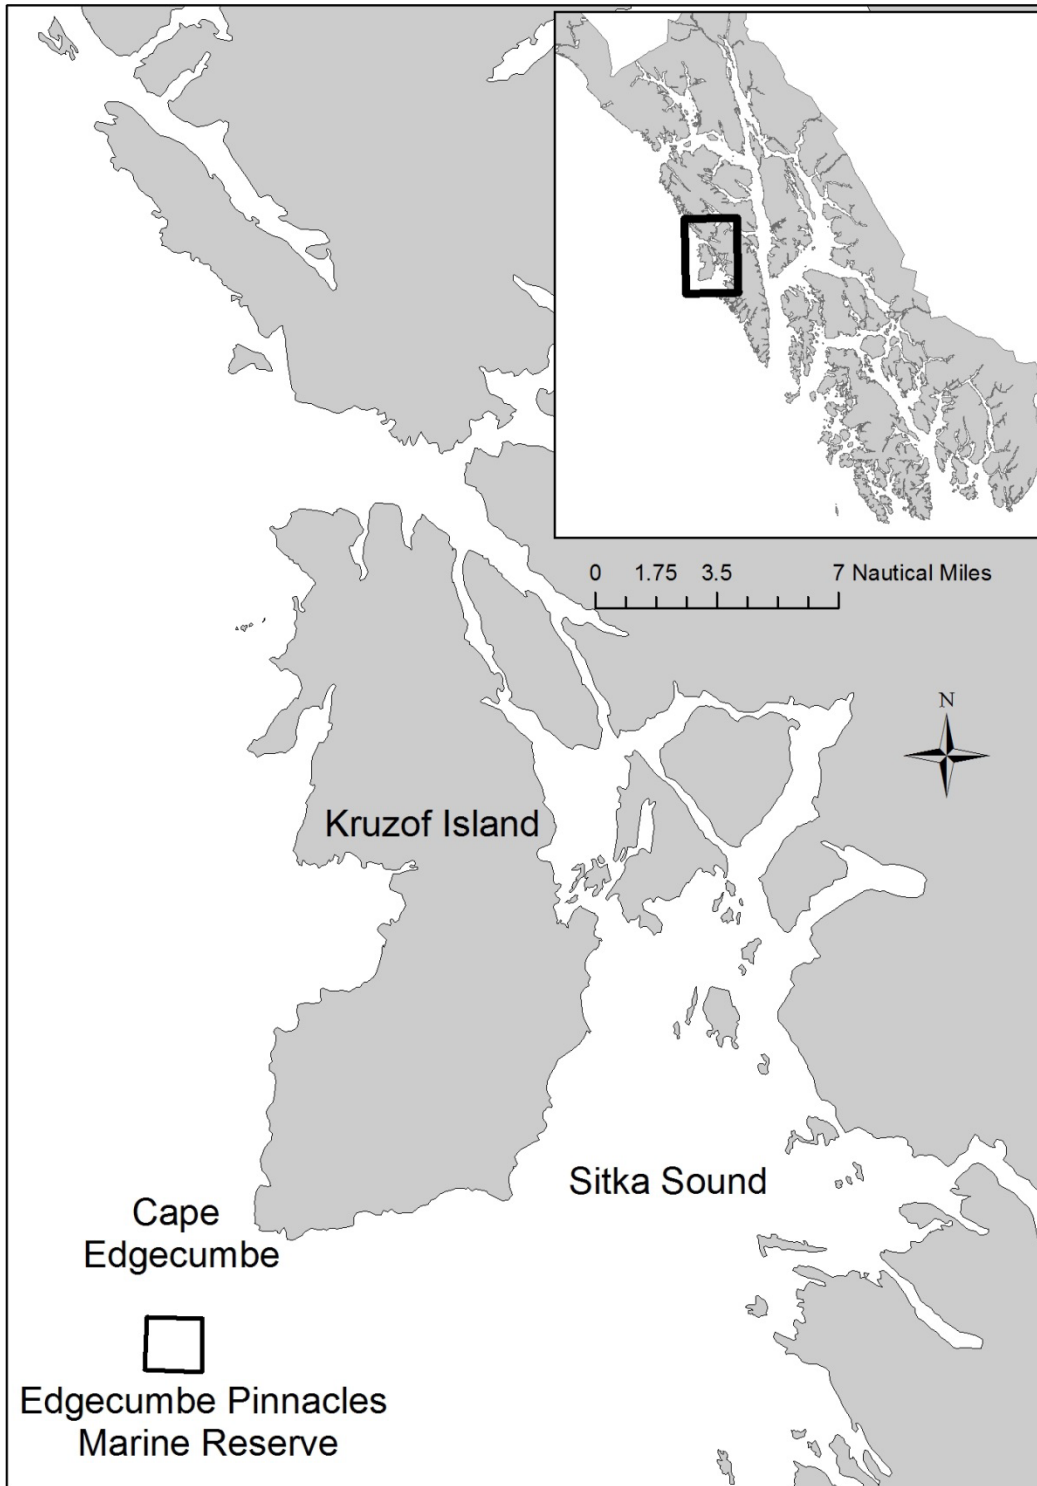 0 1.75 3.5 7 Nautical Miles
N
Kruzof Island
Sitka Sound
Cape
Edgecumbe
Edgecumbe Pinnacles
Marine Reserve